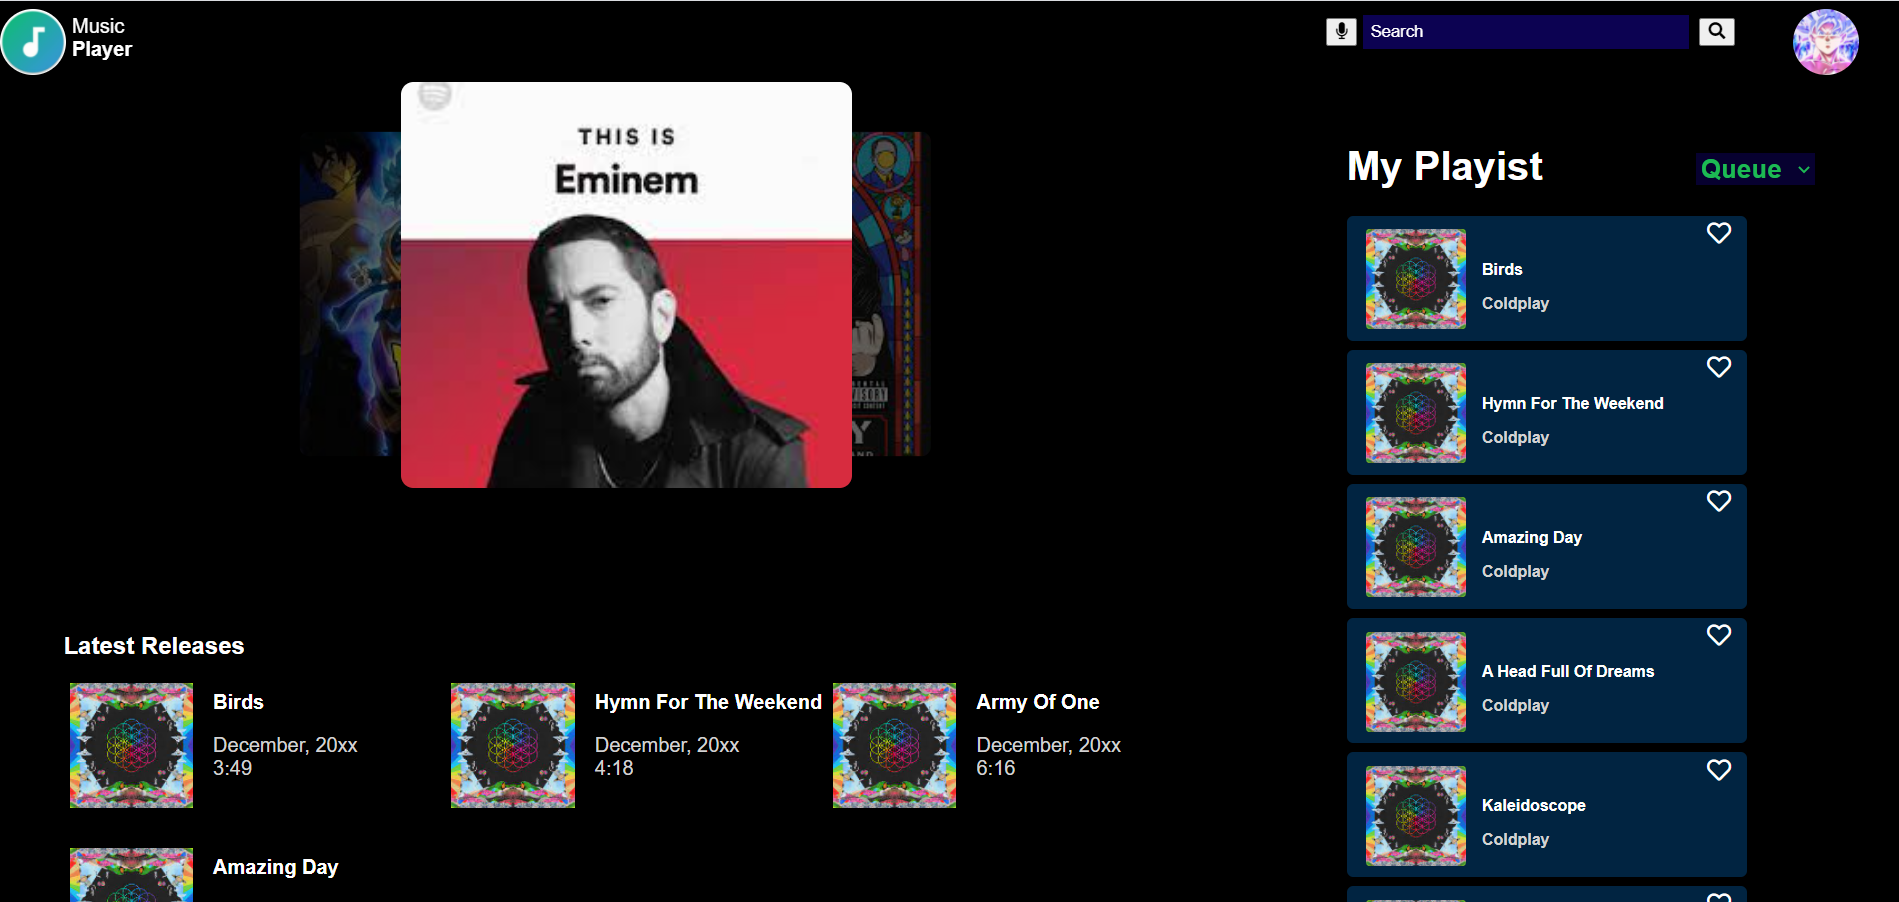 Music
Player
Search
THIS IS
Eminem
My Playist
Queue
Birds
Coldplay
Hymn For The Weekend
Coldplay
Amazing Day
Coldplay
A Head Full Of Dreams
Coldplay
Kaleidoscope
Coldplay
Latest Releases
Birds
December, 20xx
3:49
Hymn For The Weekend
December, 20xx
4:18
Army Of One
December, 20xx
6:16
Amazing Day